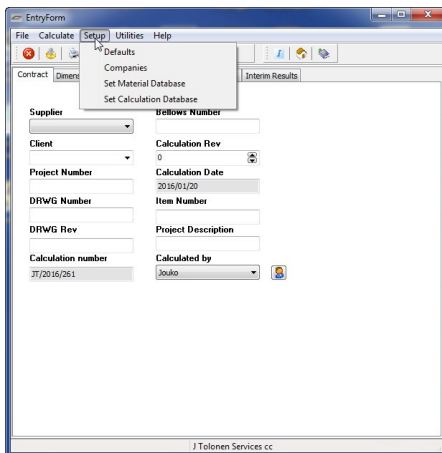 EntryForm
File Calculate Setup Utilities Help
Defaults
Companies
Set Material Database
Set Calculation Database
Contract Dimens Interim Results
Supplier Bellows Number
Client Calculation Rev
0
Project Number Calculation Date
2016/01/20
DRWG Number Item Number
DRWG Rev Project Description
Calculation number Calculated by
JT/2016/261 Jouko
J Tolonen Services cc